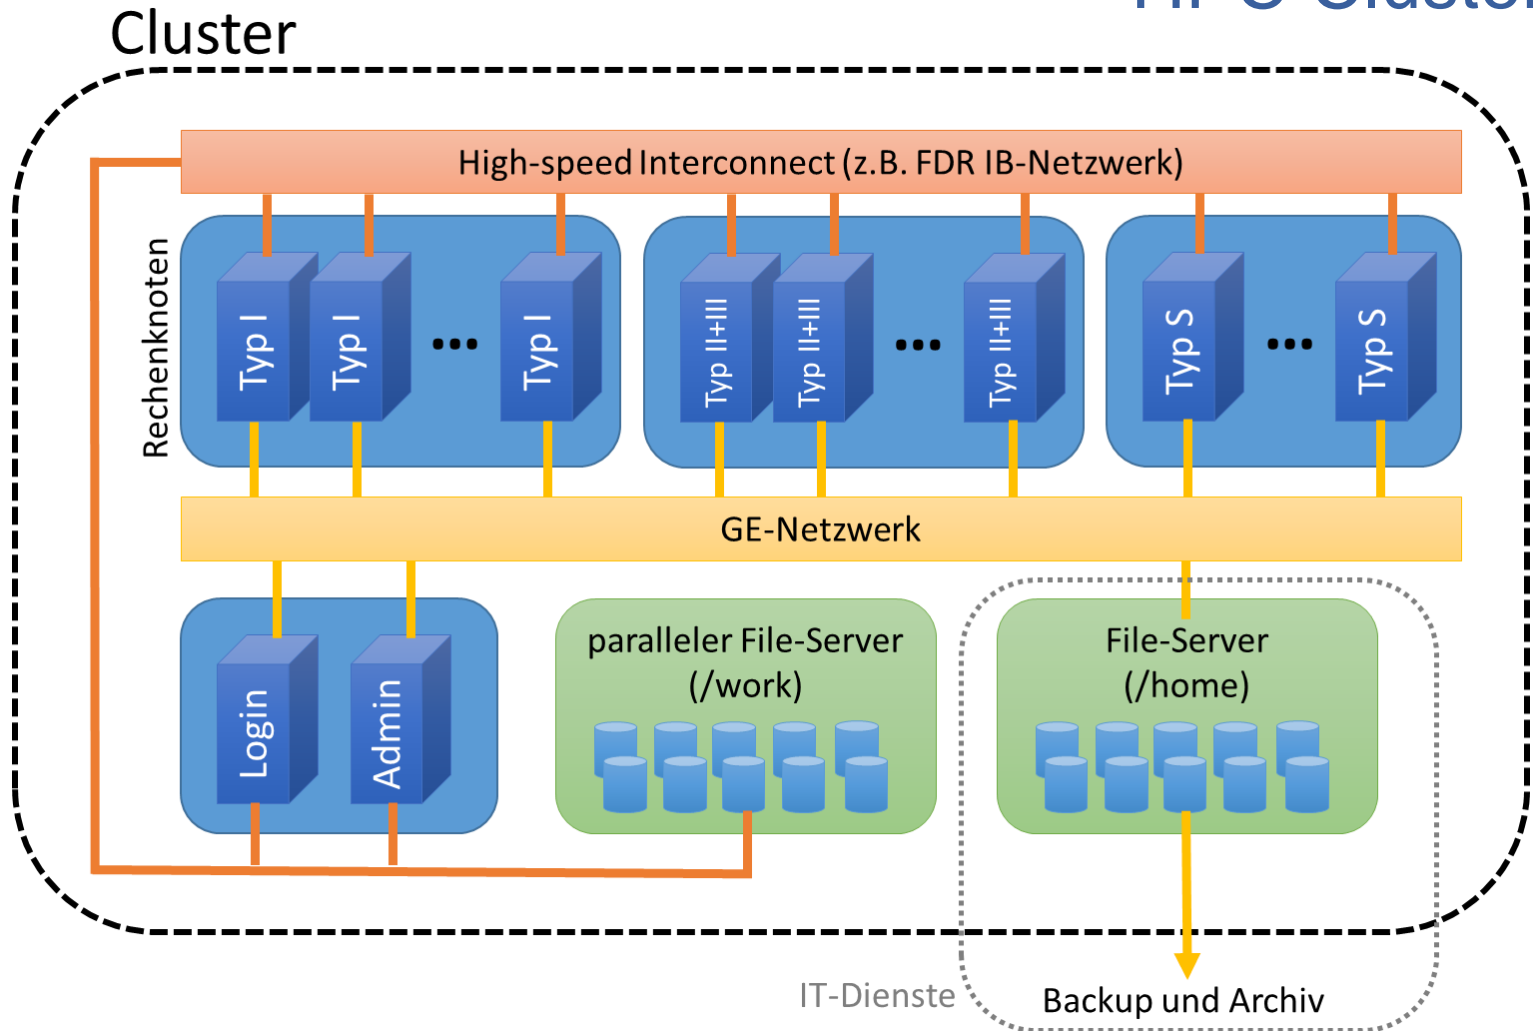 Cluster
High-speed Interconnect (z.B. FDR IB-Netzwerk)
Rechenknoten
Typ I
Typ I
...
Typ I
Typ II+III
Typ II+III
...
Typ II+III
Typ S
...
Typ S
GE-Netzwerk
Login
Admin
paralleler File-Server
(/work)
File-Server
(/home)
IT-Dienste
Backup und Archiv